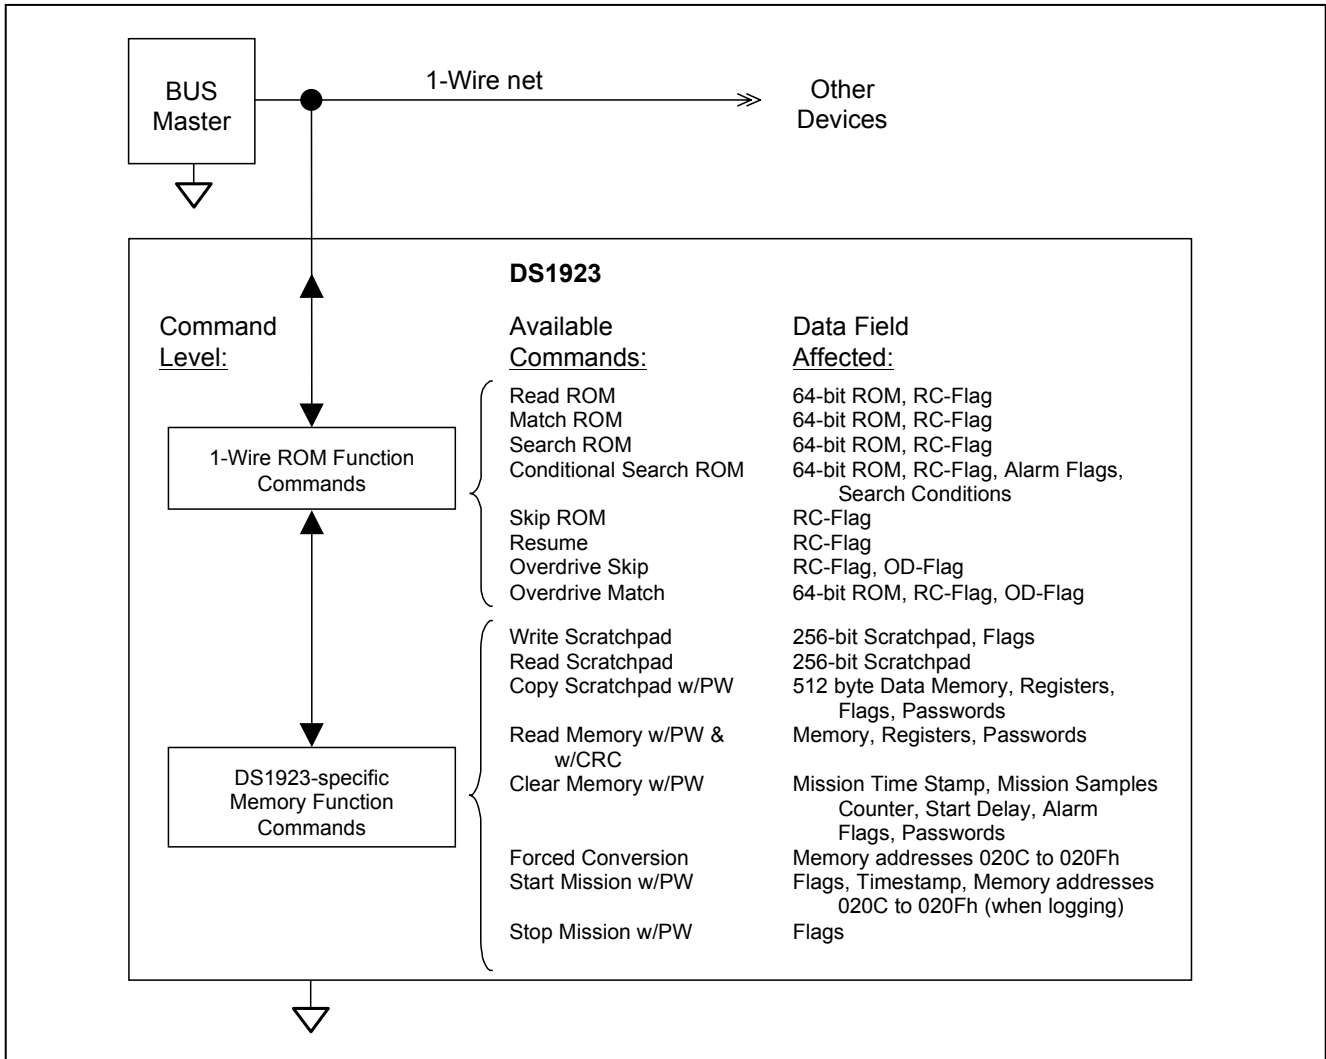 BUS
Master
1-Wire net
Other
Devices
DS1923
Command
Level:
Available
Commands:
Data Field
Affected:
1-Wire ROM Function
Commands
Read ROM 64-bit ROM, RC-Flag
Match ROM 64-bit ROM, RC-Flag
Search ROM 64-bit ROM, RC-Flag
Conditional Search ROM 64-bit ROM, RC-Flag, Alarm Flags,
Search Conditions
Skip ROM RC-Flag
Resume RC-Flag
Overdrive Skip RC-Flag, OD-Flag
Overdrive Match 64-bit ROM, RC-Flag, OD-Flag
DS1923-specific
Memory Function
Commands
Write Scratchpad 256-bit Scratchpad, Flags
Read Scratchpad 256-bit Scratchpad
Copy Scratchpad w/PW 512 byte Data Memory, Registers,
Flags, Passwords
Read Memory w/PW & Memory, Registers, Passwords
w/CRC
Clear Memory w/PW Mission Time Stamp, Mission Samples
Counter, Start Delay, Alarm
Flags, Passwords
Forced Conversion Memory addresses 020C to 020Fh
Start Mission w/PW Flags, Timestamp, Memory addresses
020C to 020Fh (when logging)
Stop Mission w/PW Flags